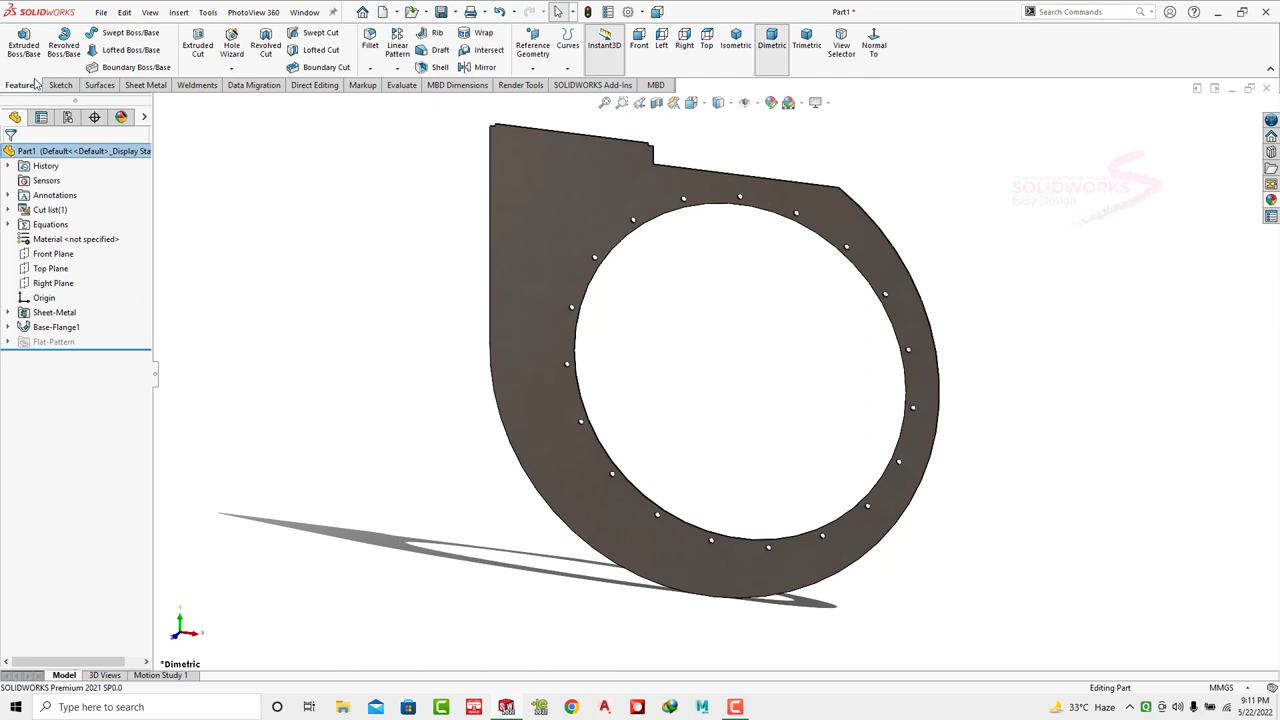 SOLIDWORKS
File
Edit
View
Insert
Tools
PhotoView 360
Window
Part1 *
Search Commands
Extruded Boss/Base
Revolved Boss/Base
Swept Boss/Base
Lofted Boss/Base
Boundary Boss/Base
Extruded Cut
Hole Wizard
Revolved Cut
Swept Cut
Lofted Cut
Boundary Cut
Fillet
Linear Pattern
Rib
Draft
Shell
Wrap
Intersect
Mirror
Reference Geometry
Curves
Instant3D
Front
Left
Right
Top
Isometric
Dimetric
Trimetric
View Selector
Normal To
Features
Sketch
Surfaces
Sheet Metal
Weldments
Data Migration
Direct Editing
Markup
Evaluate
MBD Dimensions
Render Tools
SOLIDWORKS Add-Ins
MBD
Part1 (Default<<Default>_Display Sta
History
Sensors
Annotations
Cut list(1)
Equations
Material <not specified>
Front Plane
Top Plane
Right Plane
Origin
Sheet-Metal
Base-Flange1
Flat-Pattern
SOLIDWORKS
Easy Design
Y
X
Z
*Dimetric
Model
3D Views
Motion Study 1
SOLIDWORKS Premium 2021 SP0.0
Editing Part
MMGS
Type here to search
33°C Haze
9:11 PM
5/22/2022